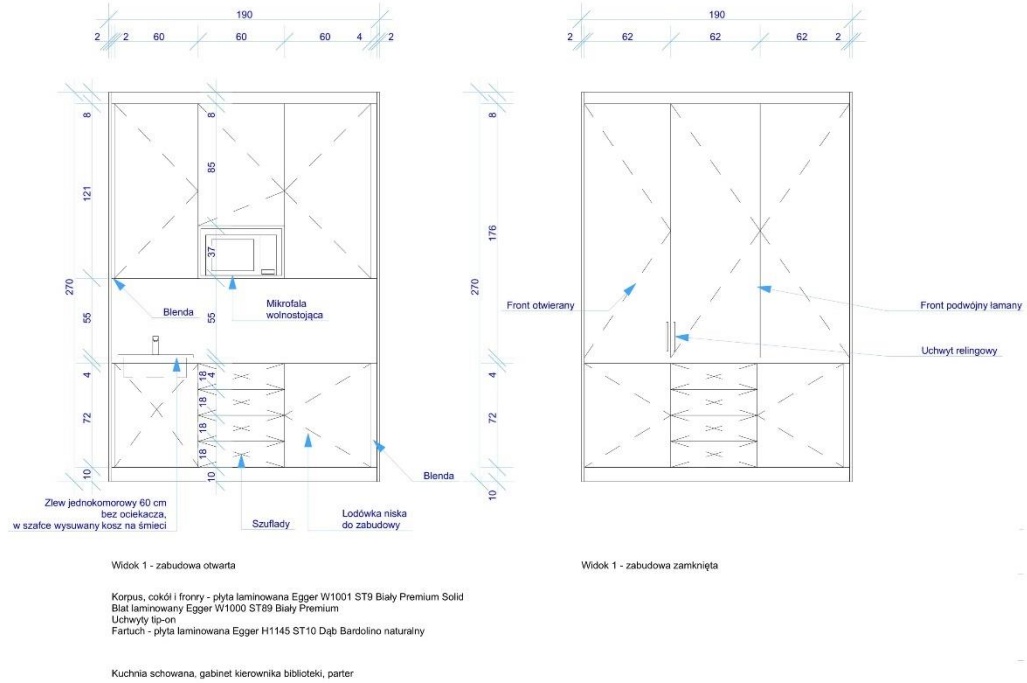 190
190
2 2 60 60 60 4 2
2 62 62 62 2
8
8
8
85
121
176
37
270
270
Front otwierany
Front podwójny łamany
Blenda
Mikrofala
wolnostojąca
55
55
Uchwyt relingowy
4
18
4
4
72
18
18
18
72
10
10
10
Blenda
Zlew jednokomorowy 60 cm
bez ociekacza,
w szafce wysuwany kosz na śmieci
Szuflady
Lodówka niska
do zabudowy
Widok 1 - zabudowa otwarta
Widok 1 - zabudowa zamknięta
Korpus, cokół i fronry - płyta laminowana Egger W1001 ST9 Biały Premium Solid
Blat laminowany Egger W1000 ST89 Biały Premium
Uchwyty tip-on
Fartuch - płyta laminowana Egger H1145 ST10 Dąb Bardolino naturalny
Kuchnia schowana, gabinet kierownika biblioteki, parter